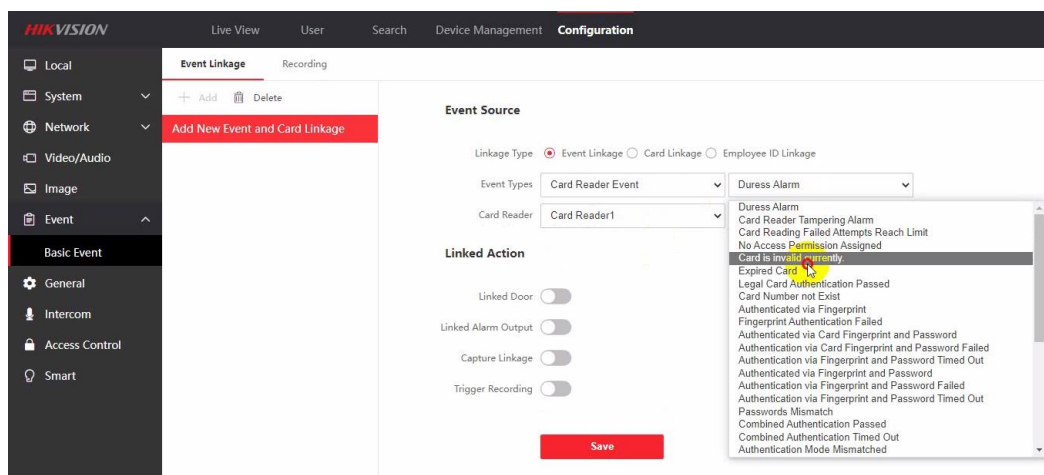 HIKVISION
Live View User Search Device Management Configuration
Local
System
Network
Video/Audio
Image
Event
Basic Event
General
Intercom
Access Control
Smart
Event Linkage Recording
Add Delete
Add New Event and Card Linkage
Event Source
Linkage Type Event Linkage Card Linkage Employee ID Linkage
Event Types Card Reader Event Duress Alarm
Card Reader Card Reader1
Linked Action
Linked Door
Linked Alarm Output
Capture Linkage
Trigger Recording
Save
Duress Alarm
Card Reader Tampering Alarm
Card Reading Failed Attempts Reach Limit
No Access Permission Assigned
Card is invalid currently.
Expired Card
Legal Card Authentication Passed
Card Number not Exist
Authenticated via Fingerprint
Fingerprint Authentication Failed
Authenticated via Card Fingerprint and Password
Authentication via Card Fingerprint and Password Failed
Authentication via Fingerprint and Password Timed Out
Authenticated via Fingerprint and Password
Authentication via Fingerprint and Password Failed
Authentication via Fingerprint and Password Timed Out
Passwords Mismatch
Combined Authentication Passed
Combined Authentication Timed Out
Authentication Mode Mismatched